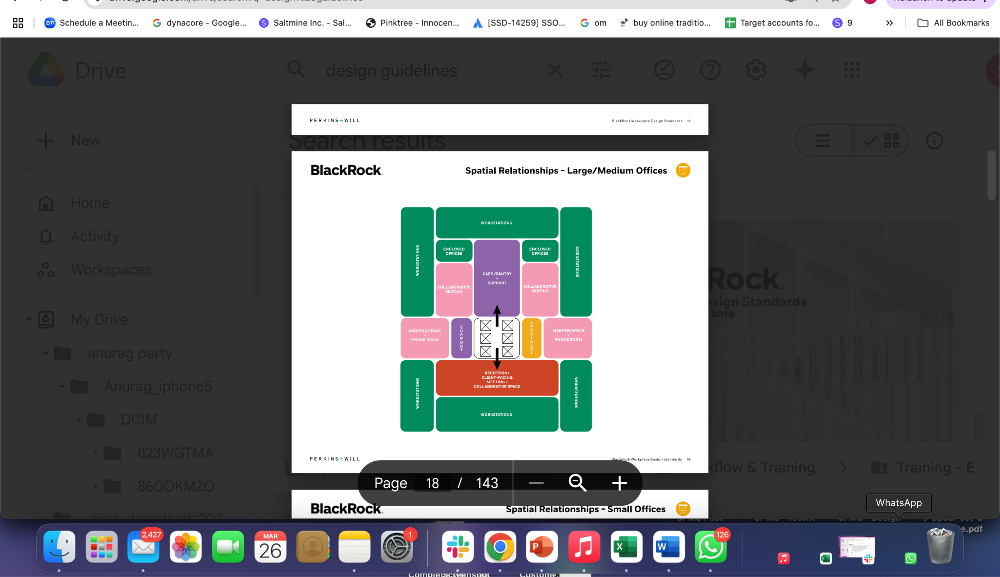 Schedule a Meetin...
dynacore - Google...
Saltmine Inc. - Sal...
Pinktree - Innocen...
[SSD-14259] SSO...
om
buy online traditio...
Target accounts fo...
9
All Bookmarks
Drive
design guidelines
CONNECT
New
Search results
Home
Activity
Workspaces
My Drive
anurag party
Anurag_iphone5
DCIM
823WGTMA
860OKMZO
PERKINS+WILL
BlackRock Workplace Design Standards 17
BlackRock.
Spatial Relationships - Large/Medium Offices
WORKSTATIONS
WORKSTATIONS
WORKSTATIONS
ENCLOSED
OFFICES
ENCLOSED
OFFICES
CAFE /PANTRY
+
SUPPORT
COLLABORATIVE
SEATING
COLLABORATIVE
SEATING
MEETING SPACE
+
PHONE ROOM
SUPPORT
SPECIALTY
MEETING SPACE
+
PHONE ROOM
WORKSTATIONS
RECEPTION+
CLIENT-FACING
MEETING +
COLLABORATIVE SPACE
WORKSTATIONS
WORKSTATIONS
PERKINS+WILL
BlackRock Workplace Design Standards 18
Page 18 / 143
BlackRock.
Spatial Relationships - Small Offices
Rock.
esign Standards
.2019
kflow & Training
Training - E
WhatsApp
e.pdf
zm
S
S
2,427
MAR
26
1
P
X
W
126
Screenshot